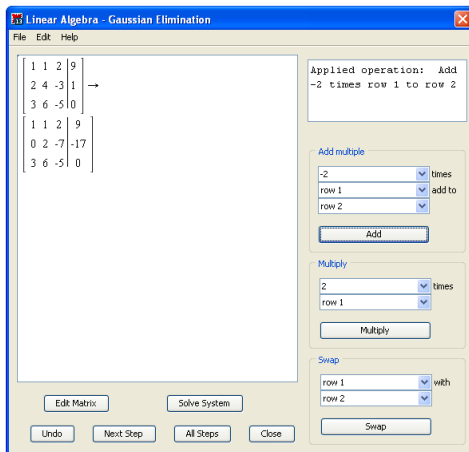 Linear Algebra - Gaussian Elimination
File Edit Help
1 1 2 9
2 4 -3 1 →
3 6 -5 0
1 1 2 9
0 2 -7 -17
3 6 -5 0
Applied operation: Add
-2 times row 1 to row 2
Add multiple
-2 times
row 1 add to
row 2
Add
Multiply
2 times
row 1
Multiply
Swap
row 1 with
row 2
Swap
Edit Matrix Solve System
Undo Next Step All Steps Close